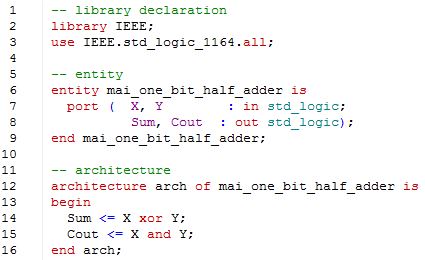 1 -- library declaration
2 library IEEE;
3 use IEEE.std_logic_1164.all;
4
5 -- entity
6 entity mai_one_bit_half_adder is
7 port ( X, Y : in std_logic;
8 Sum, Cout : out std_logic);
9 end mai_one_bit_half_adder;
10
11 -- architecture
12 architecture arch of mai_one_bit_half_adder is
13 begin
14 Sum <= X xor Y;
15 Cout <= X and Y;
16 end arch;